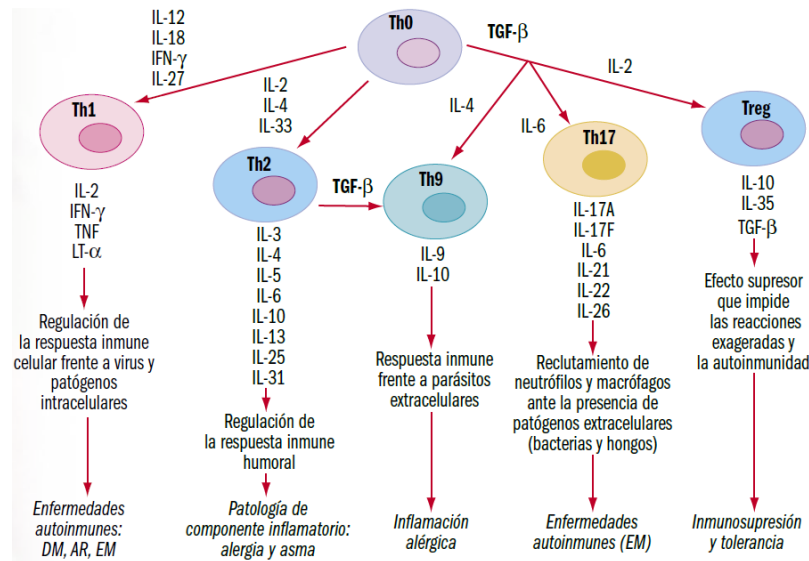 Th0
TGF-β
IL-12
IL-18
IFN-γ
IL-27
IL-2
IL-4
IL-33
IL-4
IL-6
IL-2
Th1
IL-2
IFN-γ
TNF
LT-α
Regulación de
la respuesta inmune
celular frente a virus y
patógenos
intracelulares
Enfermedades
autoinmunes:
DM, AR, EM
Th2
TGF-β
IL-3
IL-4
IL-5
IL-6
IL-10
IL-13
IL-25
IL-31
Regulación de
la respuesta inmune
humoral
Patología de
componente inflamatorio:
alergia y asma
Th9
IL-9
IL-10
Respuesta inmune
frente a parásitos
extracelulares
Inflamación
alérgica
Th17
IL-17A
IL-17F
IL-6
IL-21
IL-22
IL-26
Reclutamiento de
neutrófilos y macrófagos
ante la presencia de
patógenos extracelulares
(bacterias y hongos)
Enfermedades
autoinmunes (EM)
Treg
IL-10
IL-35
TGF-β
Efecto supresor
que impide
las reacciones
exageradas y
la autoinmunidad
Inmunosupresión
y tolerancia